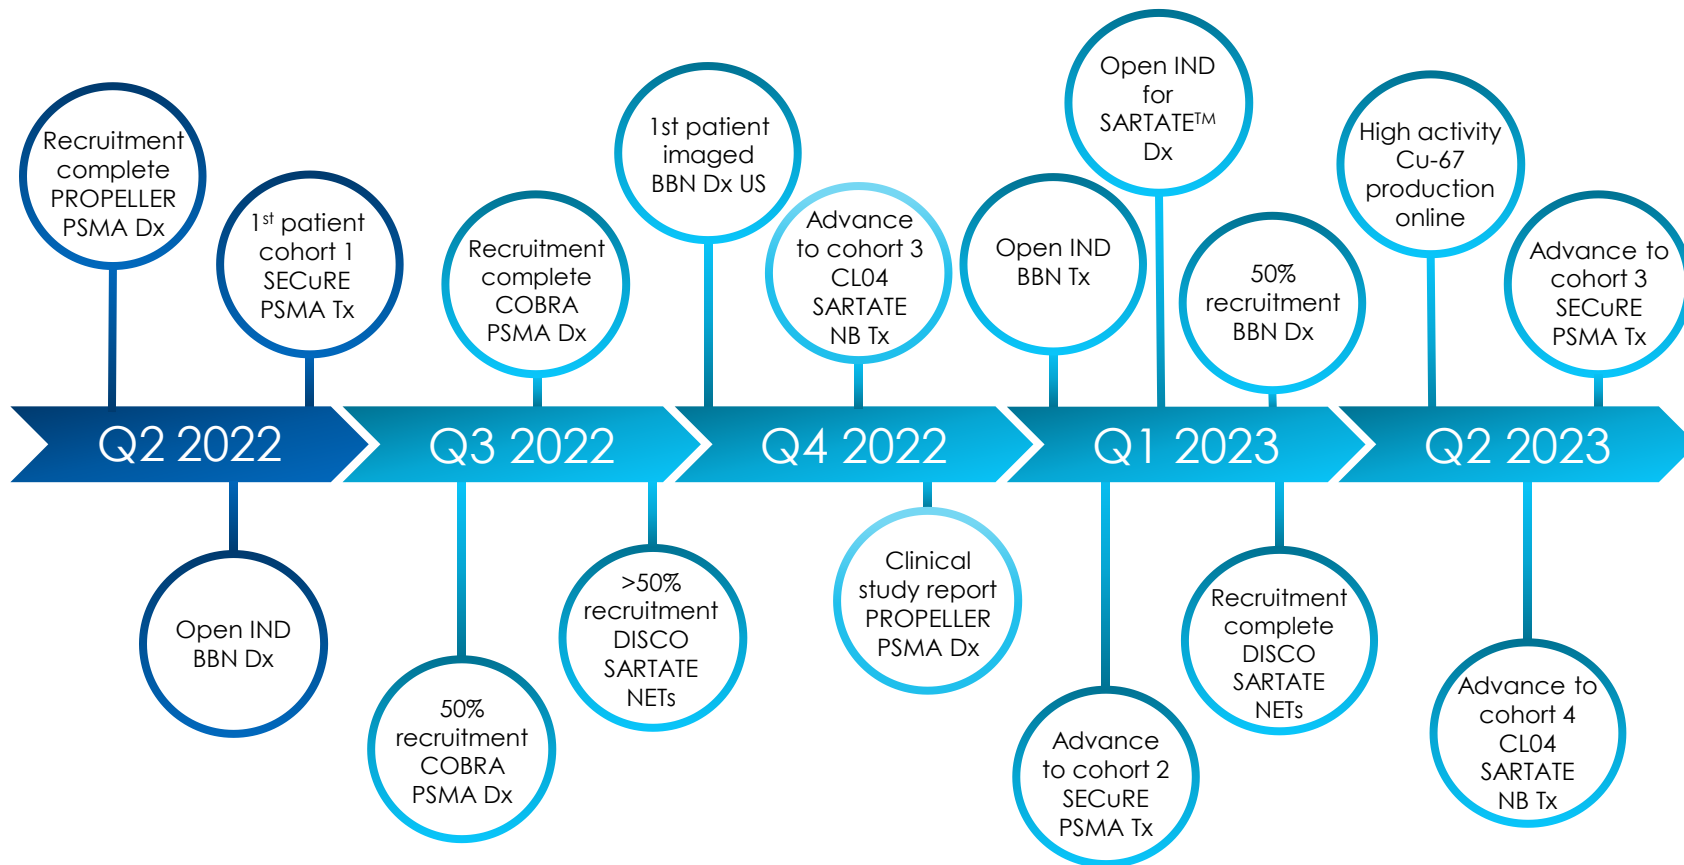 Recruitment
complete
PROPELLER
PSMA Dx
1st patient
cohort 1
SECuRE
PSMA Tx
Recruitment
complete
COBRA
PSMA Dx
1st patient
imaged
BBN Dx US
Advance
to cohort 3
CL04
SARTATE
NB Tx
Open IND
BBN Tx
Open IND
for
SARTATE™
Dx
50%
recruitment
BBN Dx
High activity
Cu-67
production
online
Advance to
cohort 3
SECuRE
PSMA Tx
Q2 2022
Q3 2022
Q4 2022
Q1 2023
Q2 2023
Open IND
BBN Dx
50%
recruitment
COBRA
PSMA Dx
>50%
recruitment
DISCO
SARTATE
NETs
Clinical
study report
PROPELLER
PSMA Dx
Advance
to cohort 2
SECuRE
PSMA Tx
Recruitment
complete
DISCO
SARTATE
NETs
Advance to
cohort 4
CL04
SARTATE
NB Tx